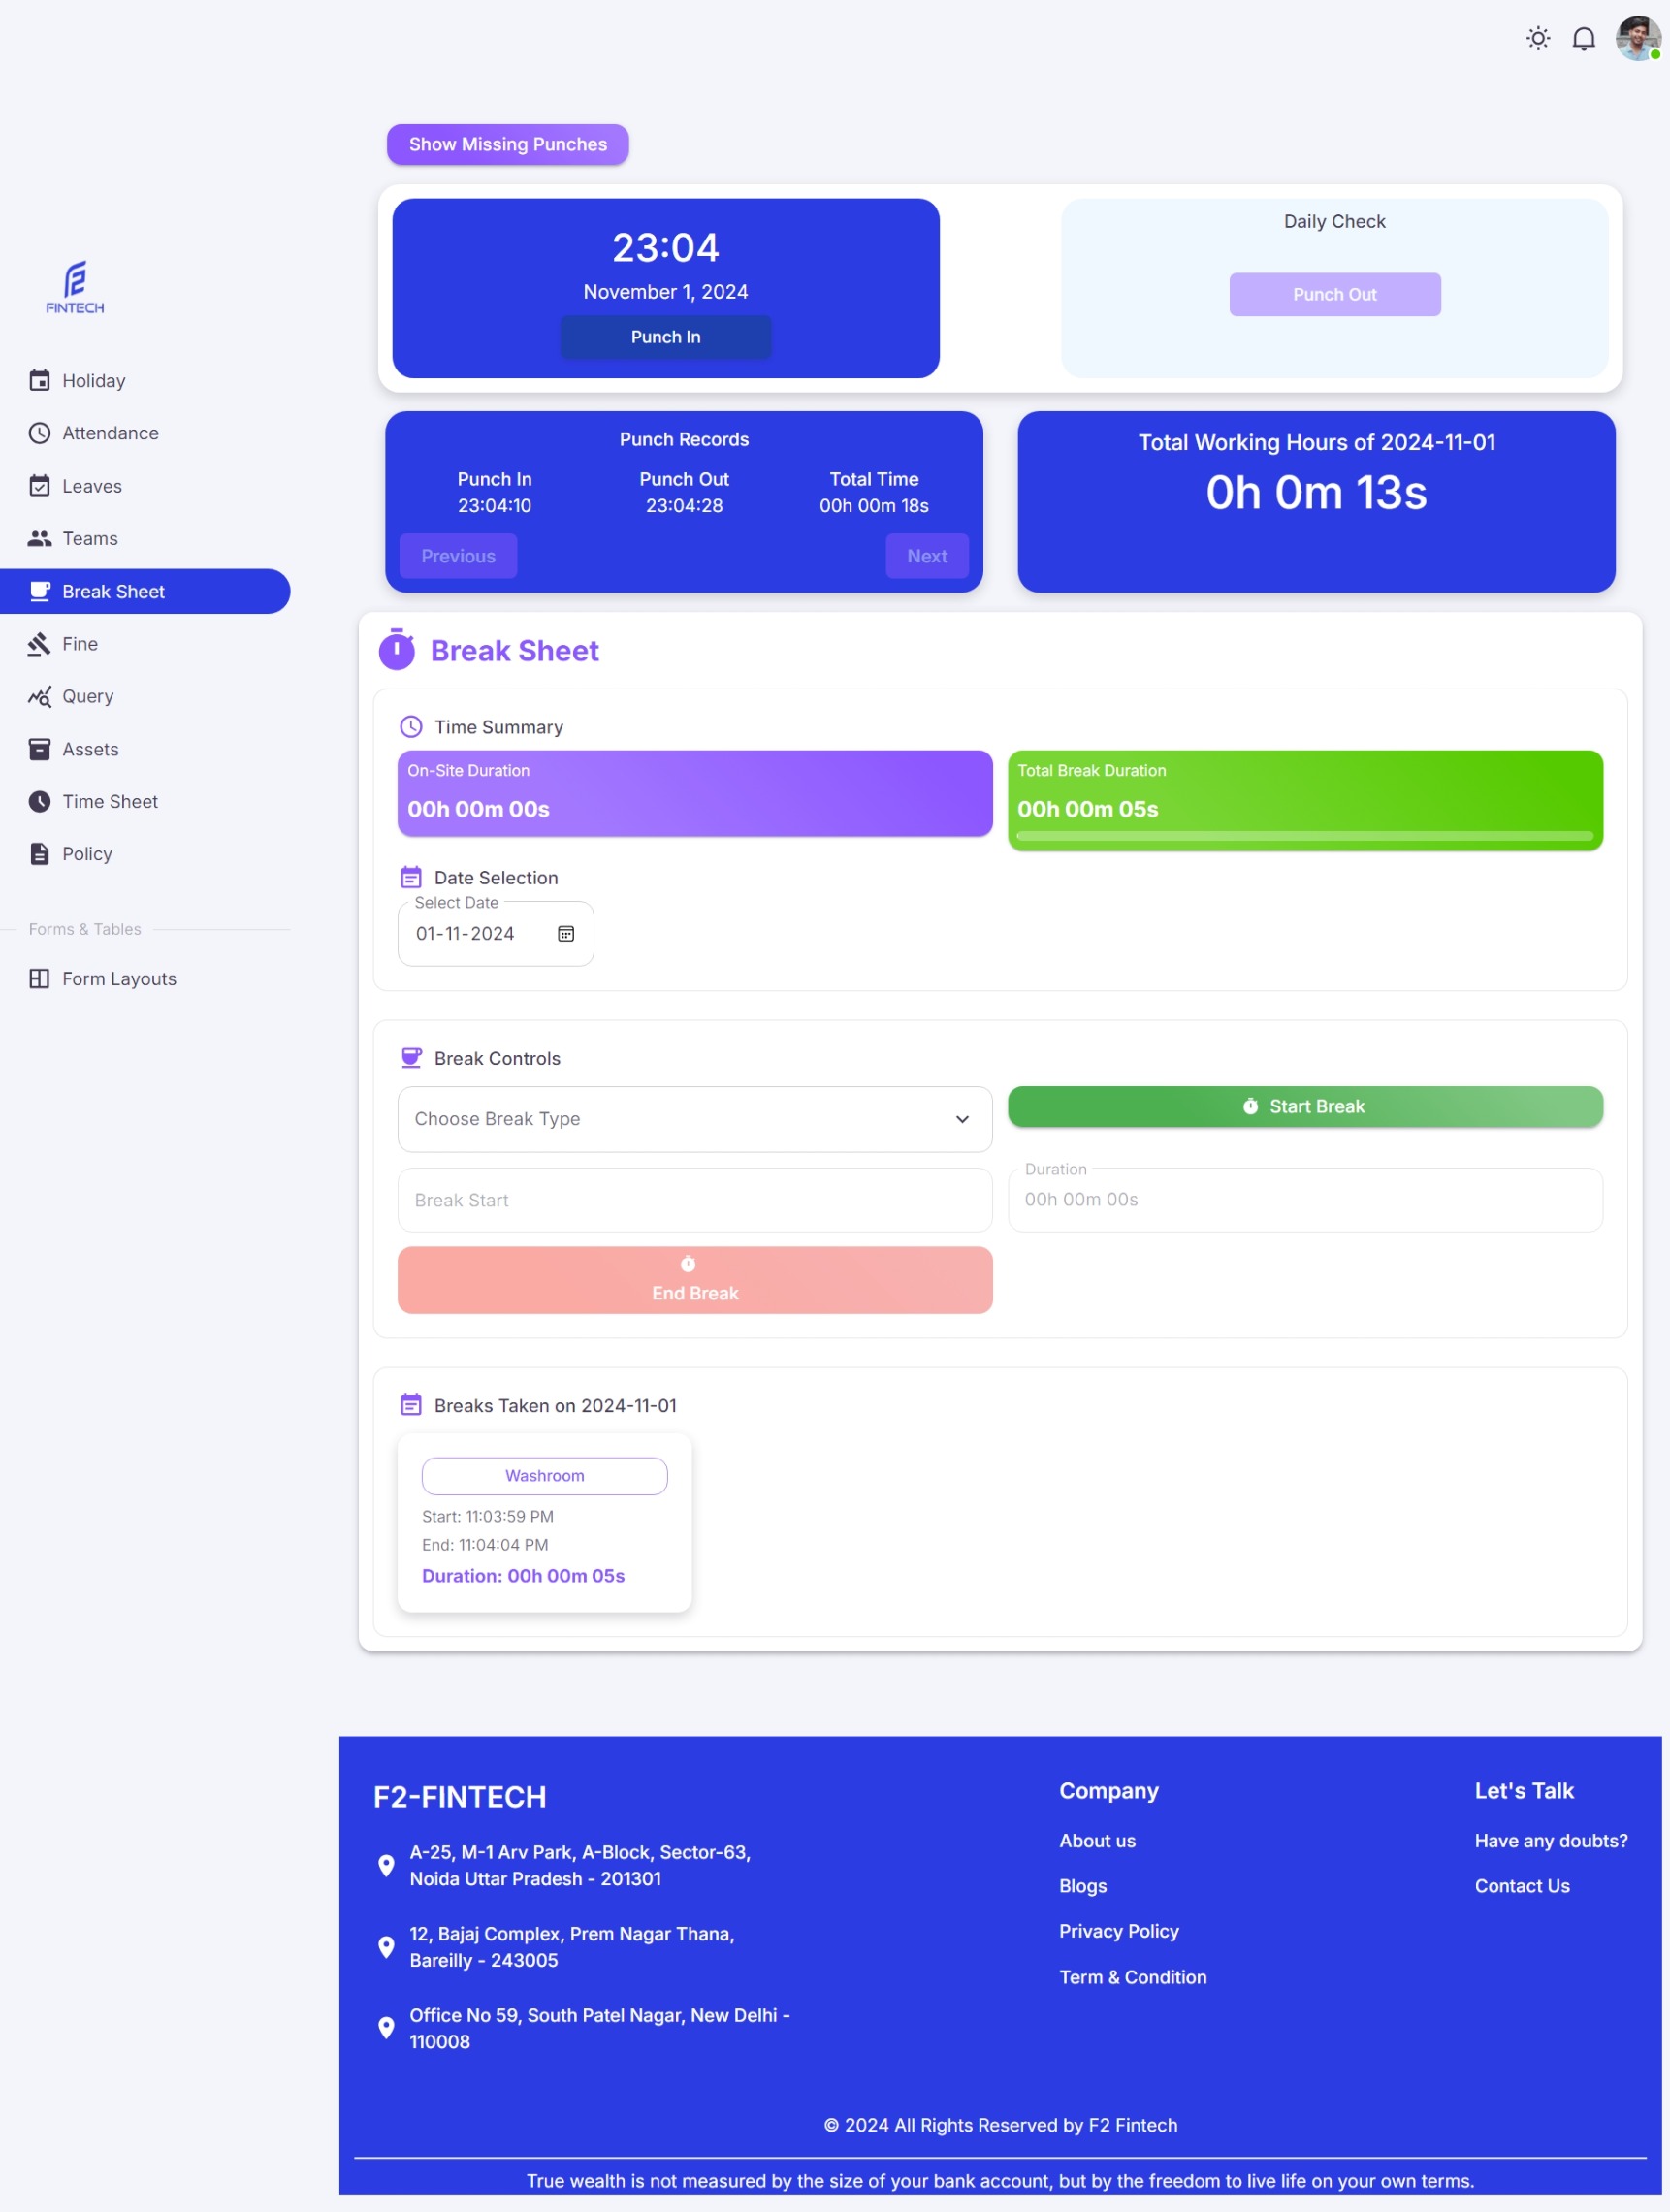 Show Missing Punches
23:04
November 1, 2024
Punch In
Daily Check
Punch Out
FINTECH
Holiday
Attendance
Leaves
Teams
Break Sheet
Fine
Query
Assets
Time Sheet
Policy
Forms & Tables
Form Layouts
Punch Records
Punch In
Punch Out
Total Time
23:04:10
23:04:28
00h 00m 18s
Previous
Next
Total Working Hours of 2024-11-01
0h 0m 13s
Break Sheet
Time Summary
On-Site Duration
00h 00m 00s
Total Break Duration
00h 00m 05s
Date Selection
Select Date
01-11-2024
Break Controls
Choose Break Type
Start Break
Break Start
Duration
00h 00m 00s
End Break
Breaks Taken on 2024-11-01
Washroom
Start: 11:03:59 PM
End: 11:04:04 PM
Duration: 00h 00m 05s
F2-FINTECH
A-25, M-1 Arv Park, A-Block, Sector-63,
Noida Uttar Pradesh - 201301
12, Bajaj Complex, Prem Nagar Thana,
Bareilly - 243005
Office No 59, South Patel Nagar, New Delhi -
110008
Company
About us
Blogs
Privacy Policy
Term & Condition
Let's Talk
Have any doubts?
Contact Us
© 2024 All Rights Reserved by F2 Fintech
True wealth is not measured by the size of your bank account, but by the freedom to live life on your own terms.